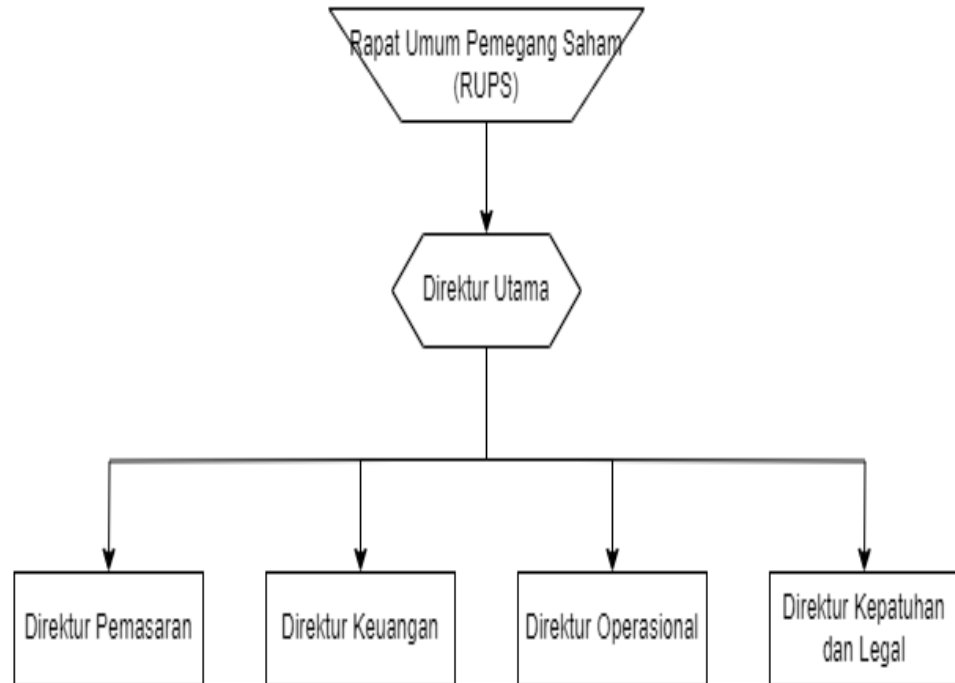 Rapat Umum Pemegang Saham
(RUPS)
Direktur Utama
Direktur Pemasaran
Direktur Keuangan
Direktur Operasional
Direktur Kepatuhan
dan Legal